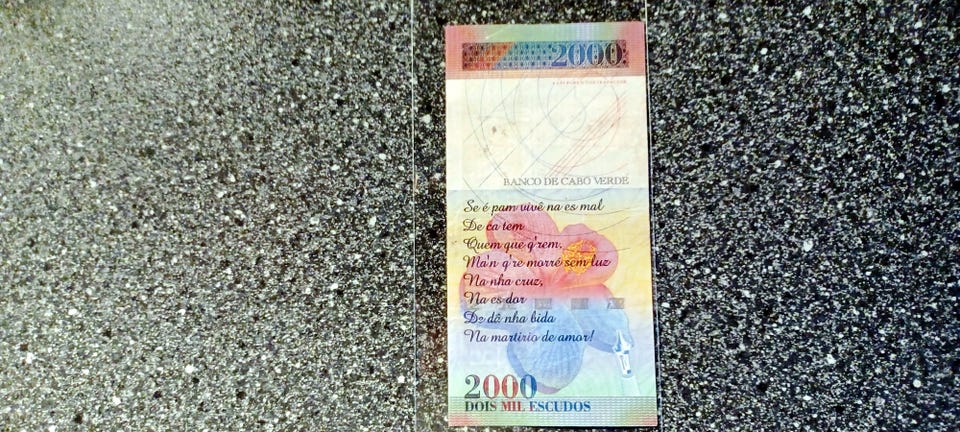 2000
BANCO DE CABO VERDE
Se é pam vivê na es mal
De ca tem
Quem que q'rem,
Ma'n q're morrê sem luz
Na nha cruz,
Na es dor
De dâ nha bida
Na martirio de amor!
2000
DOIS MIL ESCUDOS